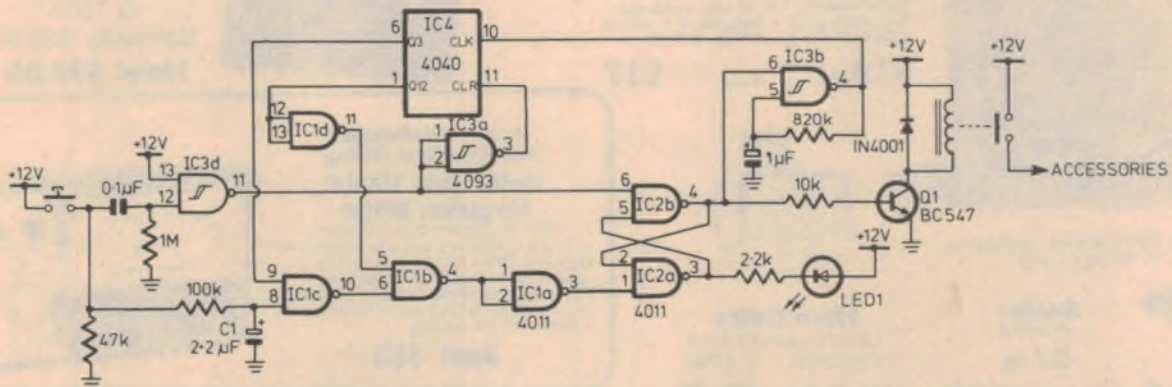 6
Q3
IC4
4040
CLK
10
1
Q12
CLR
11
12
13
IC1d
11
1
2
IC3a
3
4093
+12V
+12V
13
12
IC3d
11
0·1µF
1M
100k
47k
C1
+
2·2µF
9
8
IC1c
10
5
6
IC1b
4
1
2
IC1a
3
4011
6
5
IC2b
4
2
1
IC2a
3
4011
6
5
IC3b
4
820k
+
1µF
10k
2·2k
LED1
+12V
+12V
IN4001
Q1
BC547
+12V
ACCESSORIES